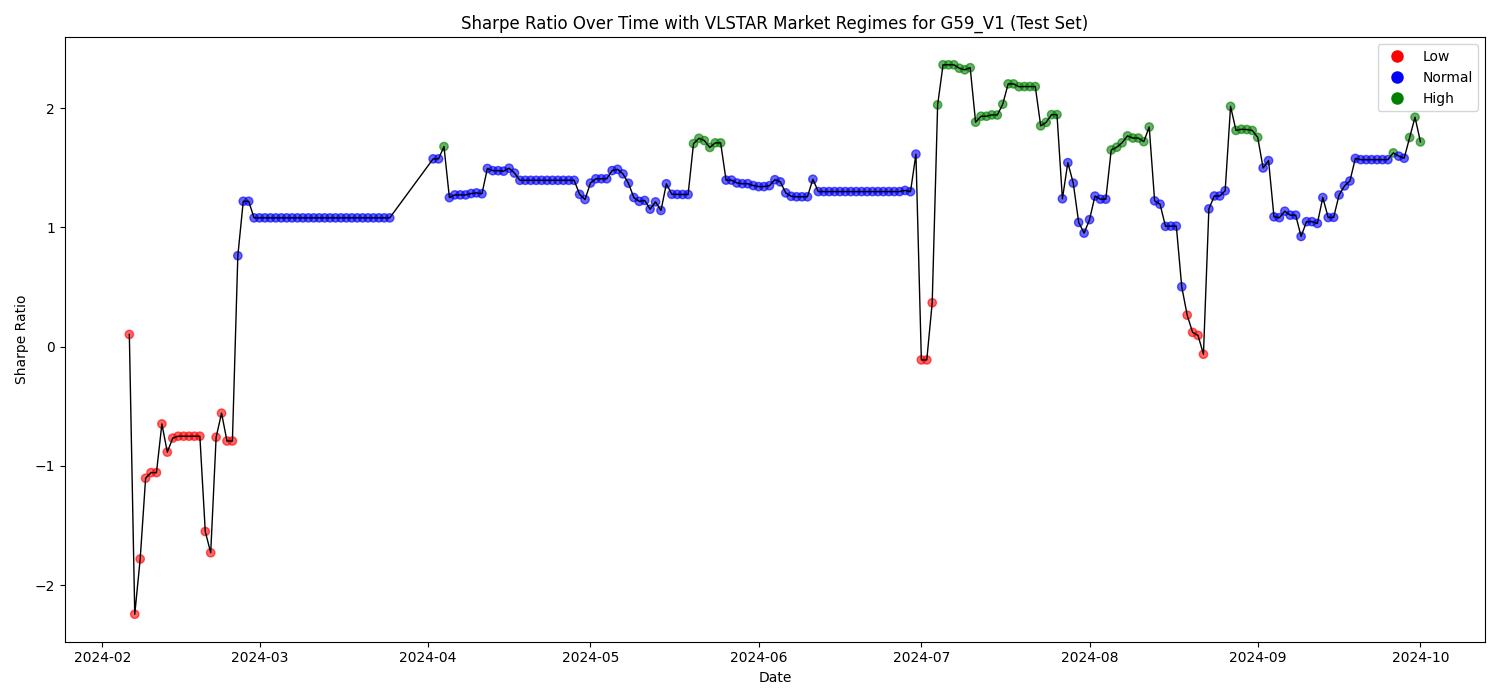 Sharpe Ratio Over Time with VLSTAR Market Regimes for G59_V1 (Test Set)
Low
Normal
High
Sharpe Ratio
2
1
0
−1
−2
2024-02 2024-03 2024-04 2024-05 2024-06 2024-07 2024-08 2024-09 2024-10
Date